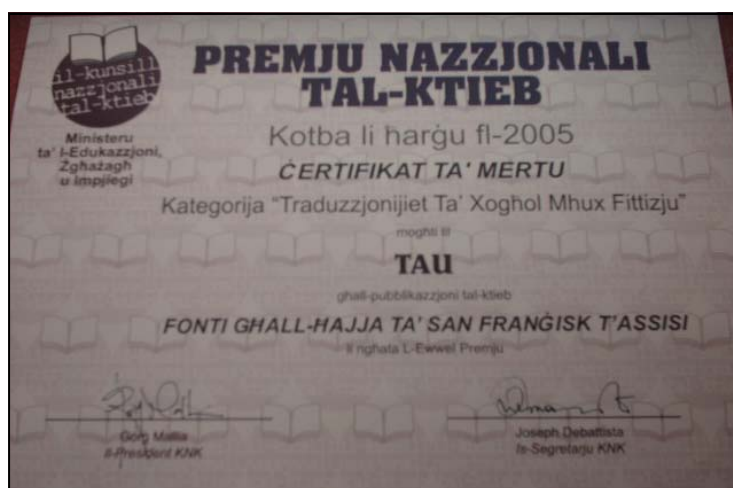 il-kunsill
nazzjonali
tal-ktieb
Ministeru
ta' l-Edukazzjoni,
Żgħażagħ
u Impjiegi
PREMJU NAZZJONALI
TAL-KTIEB
Kotba li ħarġu fl-2005
ĊERTIFIKAT TA' MERTU
Kategorija “Traduzzjonijiet Ta' Xogħol Mhux Fittizju”
mogħti lil
TAU
għall-pubblikazzjoni tal-ktieb
FONTI GĦALL-ĦAJJA TA' SAN FRANĠISK T'ASSISI
li ngħata L-Ewwel Premju
Ġorġ Mallia
Il-President KNK
Joseph Debattista
Is-Segretarju KNK